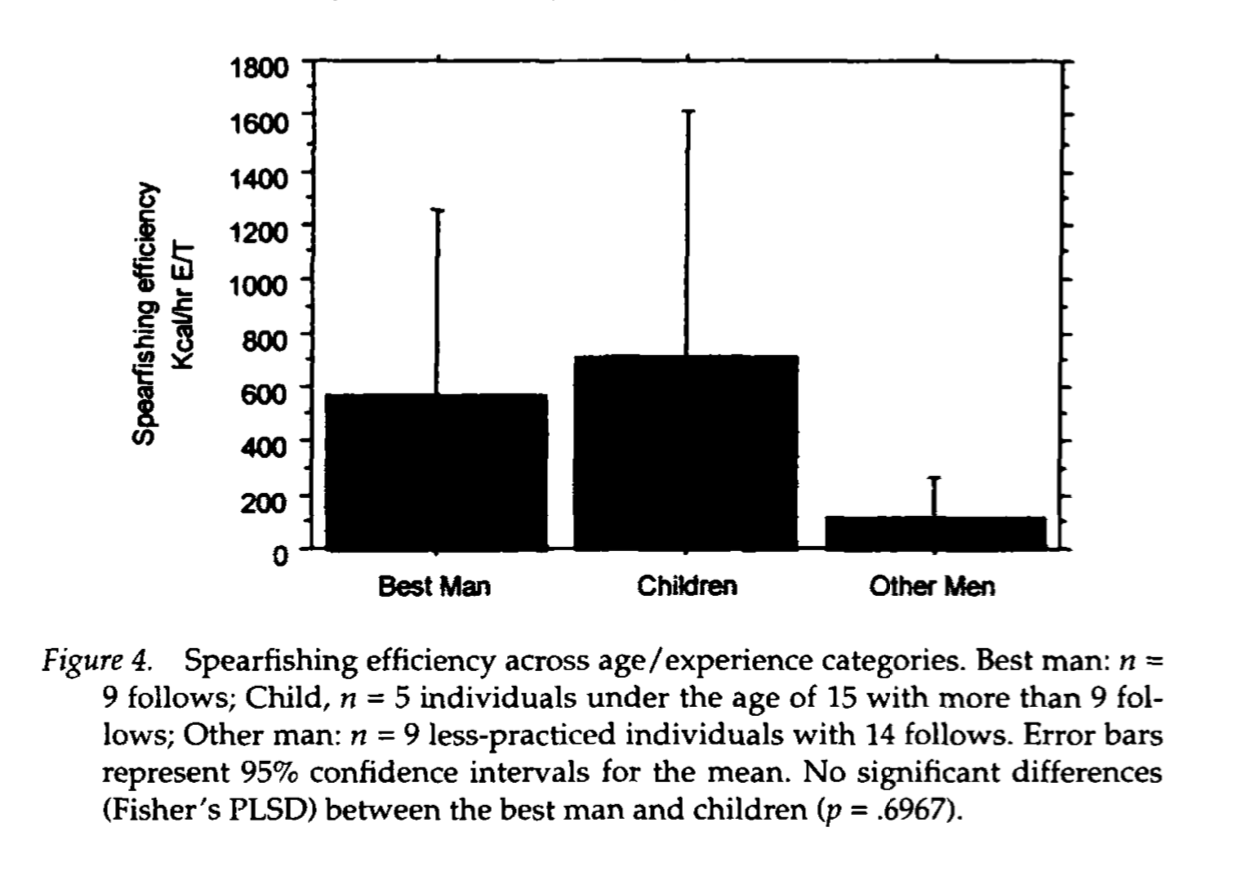 1800
1600
1400
1200
1000
800
600
400
200
0
Spearfishing efficiency
Kcal/hr E/T
Best Man
Children
Other Men
Figure 4. Spearfishing efficiency across age/experience categories. Best man: n =
9 follows; Child, n = 5 individuals under the age of 15 with more than 9 fol-
lows; Other man: n = 9 less-practiced individuals with 14 follows. Error bars
represent 95% confidence intervals for the mean. No significant differences
(Fisher's PLSD) between the best man and children (p = .6967).